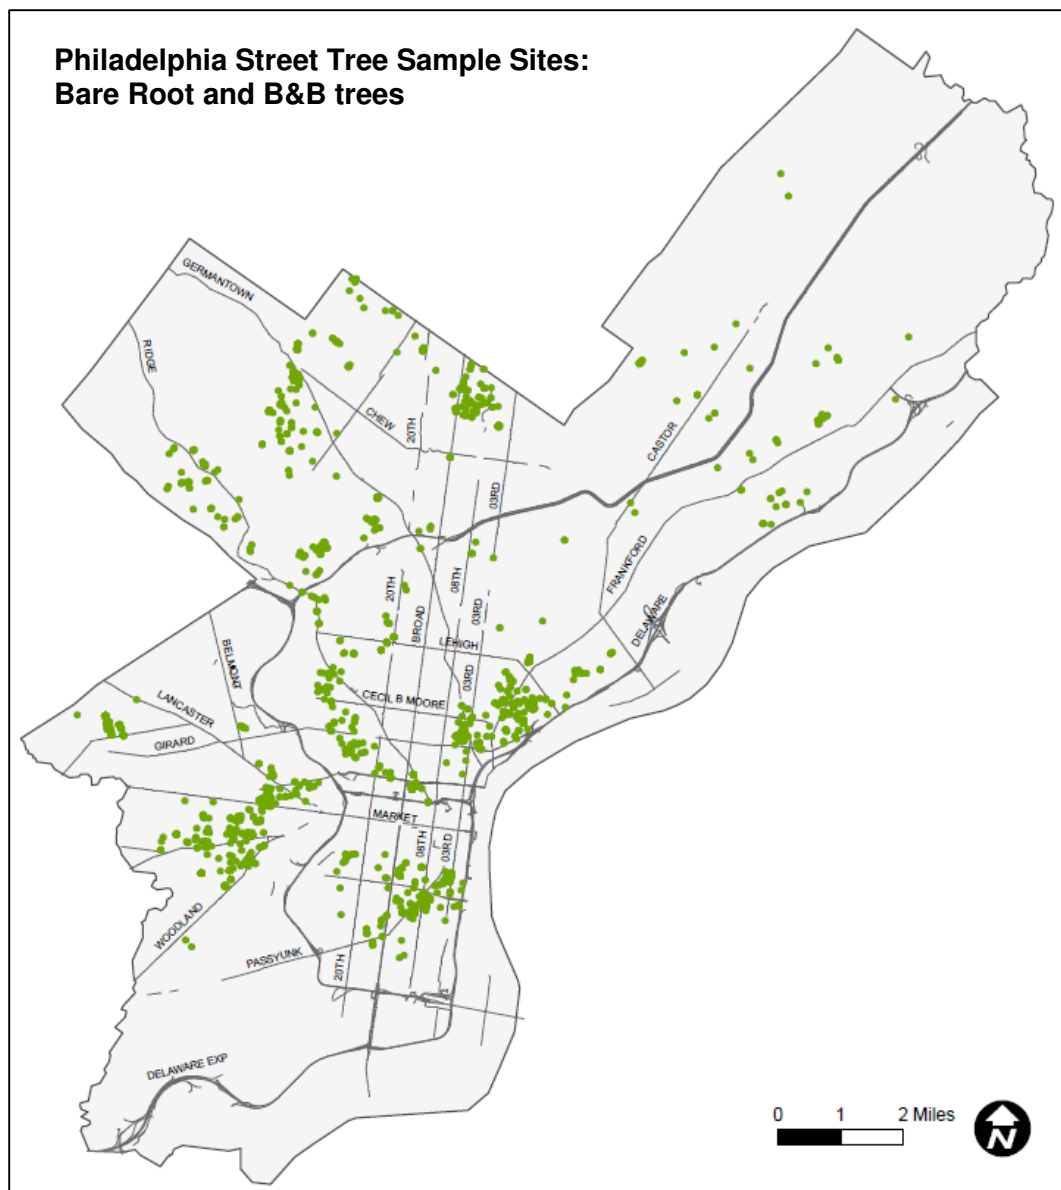 Philadelphia Street Tree Sample Sites:
Bare Root and B&B trees
GERMANTOWN
RIDGE
CHEW
20TH
CASTOR
03RD
08TH
FRANKFORD
20TH
BROAD
03RD
DELAWARE
LEHIGH
BELMONT
03RD
LANCASTER
CECIL B MOORE
GIRARD
MARKET
08TH
03RD
WOODLAND
PASSYUNK
20TH
DELAWARE EXP
0 1 2 Miles
N